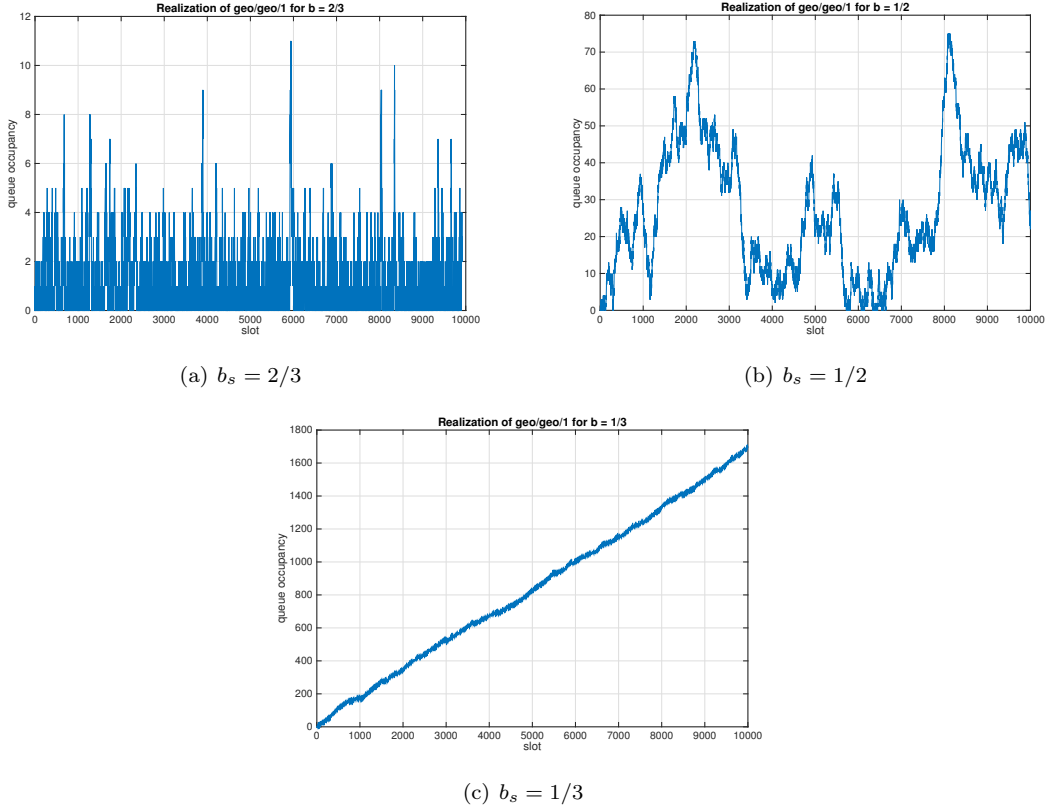 Realization of geo/geo/1 for b = 2/3
12
10
8
6
4
2
0
queue occupancy
0 1000 2000 3000 4000 5000 6000 7000 8000 9000 10000
slot
(a) b_s = 2/3
Realization of geo/geo/1 for b = 1/2
80
70
60
50
40
30
20
10
0
queue occupancy
0 1000 2000 3000 4000 5000 6000 7000 8000 9000 10000
slot
(b) b_s = 1/2
Realization of geo/geo/1 for b = 1/3
1800
1600
1400
1200
1000
800
600
400
200
0
queue occupancy
0 1000 2000 3000 4000 5000 6000 7000 8000 9000 10000
slot
(c) b_s = 1/3